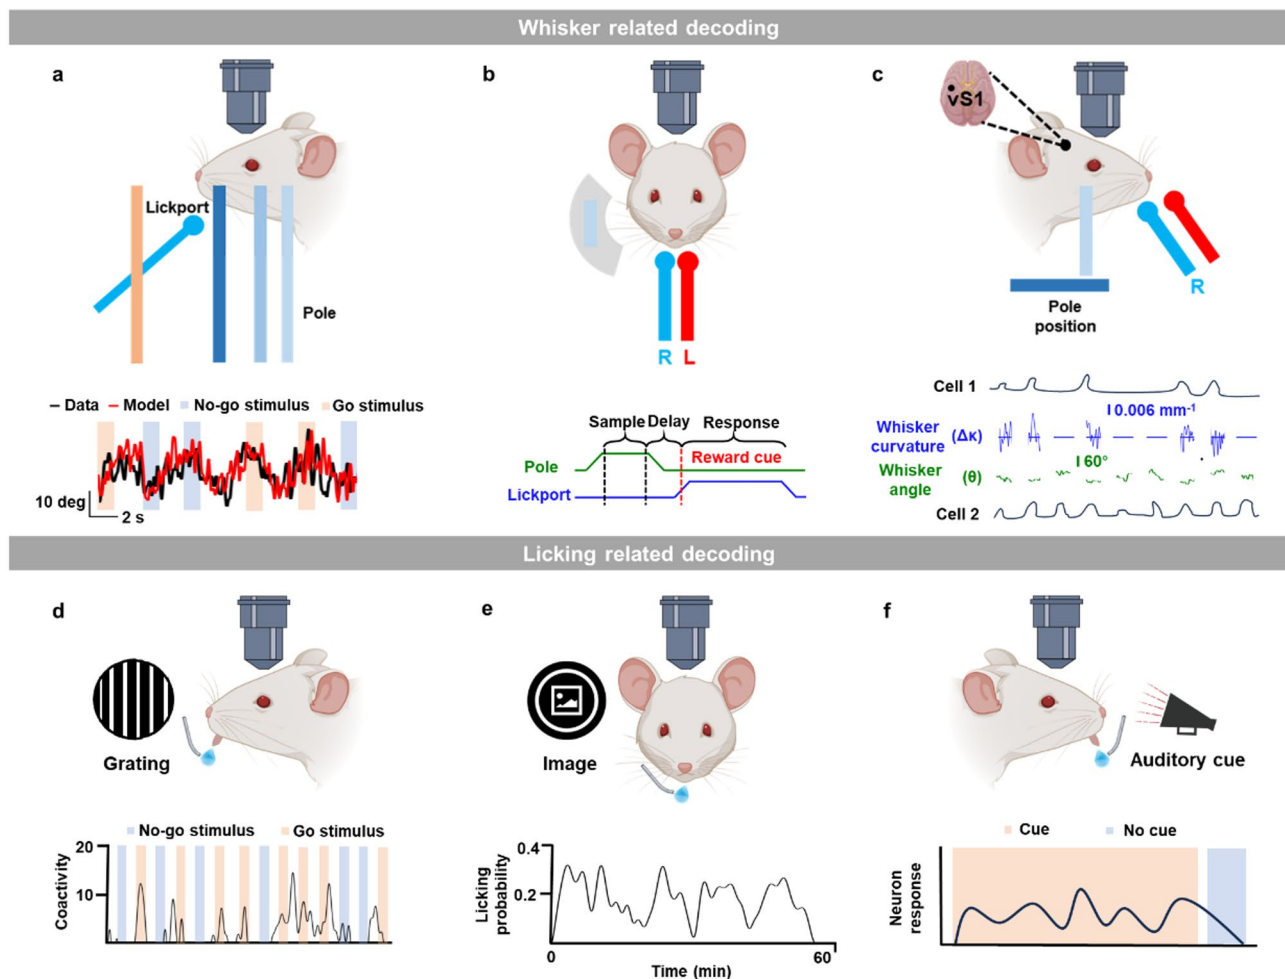 Whisker related decoding
a
b
c
vS1
Lickport
Pole
R L
R
Pole
position
Data Model No-go stimulus Go stimulus
10 deg
2 s
Sample Delay Response
Pole
Reward cue
Lickport
Cell 1
0.006 mm⁻¹
Whisker
curvature
(Δκ)
60°
Whisker
angle
(θ)
Cell 2
Licking related decoding
d
e
f
Grating
Image
Auditory cue
No-go stimulus Go stimulus
20
10
Coactivity
0.4
0.2
Licking
probability
0
60
Time (min)
Cue No cue
Neuron
response